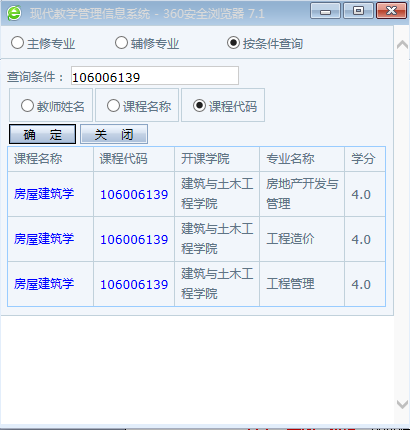 现代教学管理信息系统 - 360安全浏览器 7.1
主修专业 辅修专业 按条件查询
查询条件： 106006139
教师姓名 课程名称 课程代码
确 定 关 闭
课程名称 课程代码 开课学院 专业名称 学分
房屋建筑学 106006139 建筑与土木工 房地产开发与 4.0
程学院 管理
房屋建筑学 106006139 建筑与土木工 工程造价 4.0
程学院
房屋建筑学 106006139 建筑与土木工 工程管理 4.0
程学院